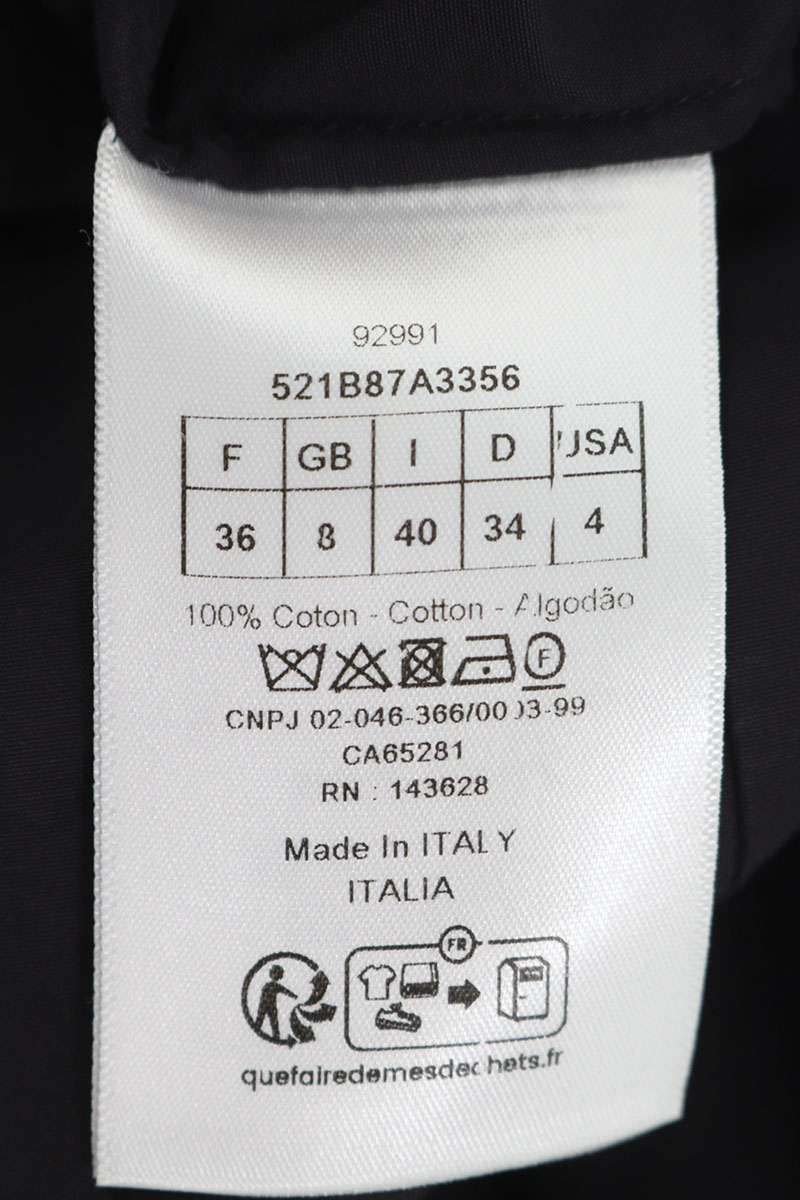 92991
521B87A3356
F GB I D USA
36 8 40 34 4
100% Coton - Cotton - Algodão
F
CNPJ 02-046-366/0003-99
CA65281
RN : 143628
Made In ITALY
ITALIA
FR
quefairedemesdechets.fr